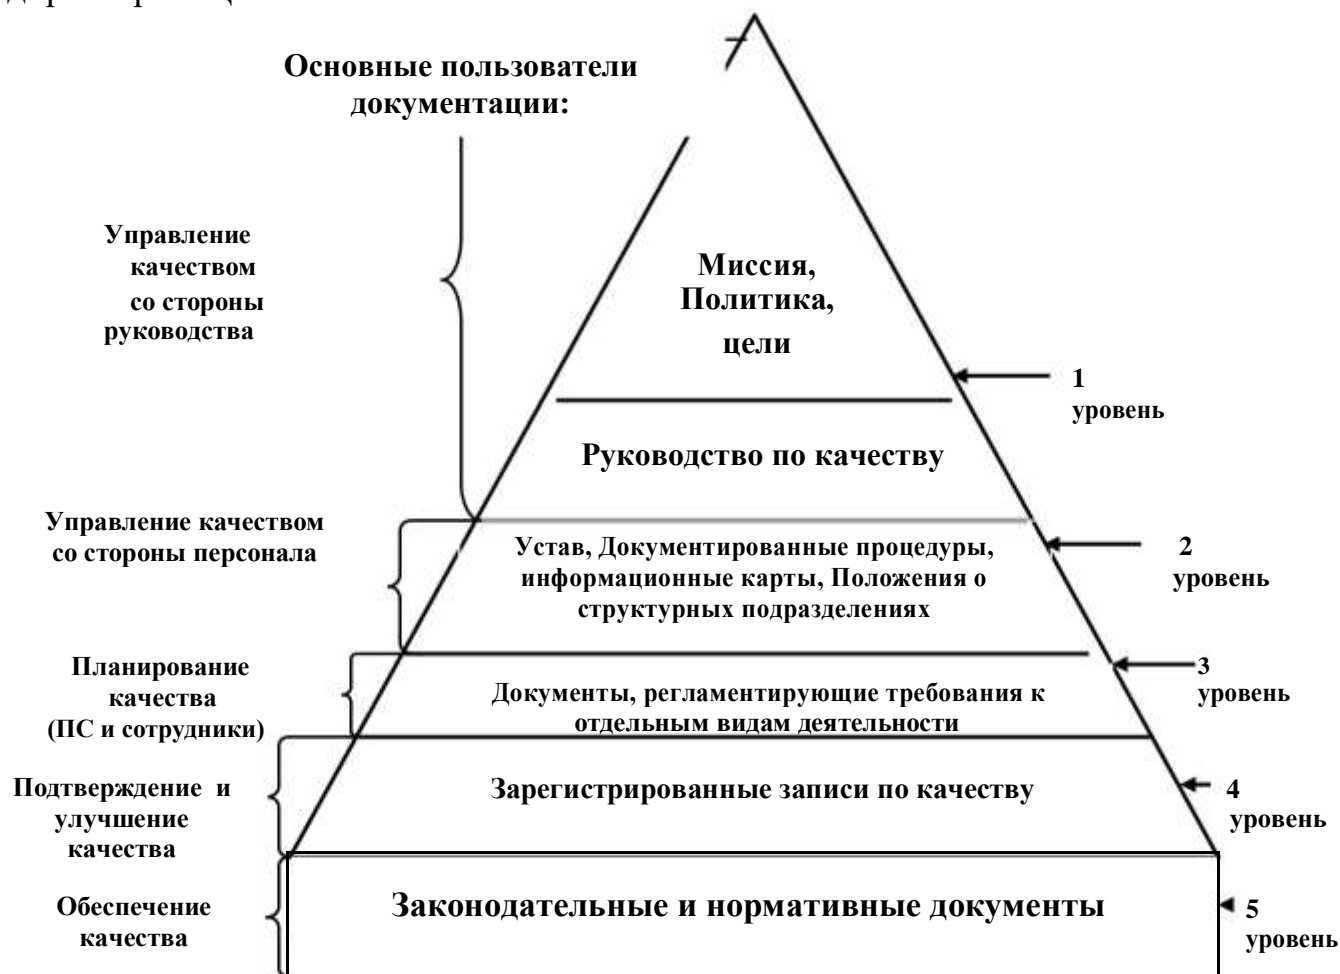 Основные пользователи
документации:
Управление
качеством
со стороны
руководства
Миссия,
Политика,
цели
1
уровень
Руководство по качеству
Управление качеством
со стороны персонала
Устав, Документированные процедуры,
информационные карты, Положения о
структурных подразделениях
2
уровень
Планирование
качества
(ПС и сотрудники)
Документы, регламентирующие требования к
отдельным видам деятельности
3
уровень
Подтверждение и
улучшение
качества
Зарегистрированные записи по качеству
4
уровень
Обеспечение
качества
Законодательные и нормативные документы
5
уровень